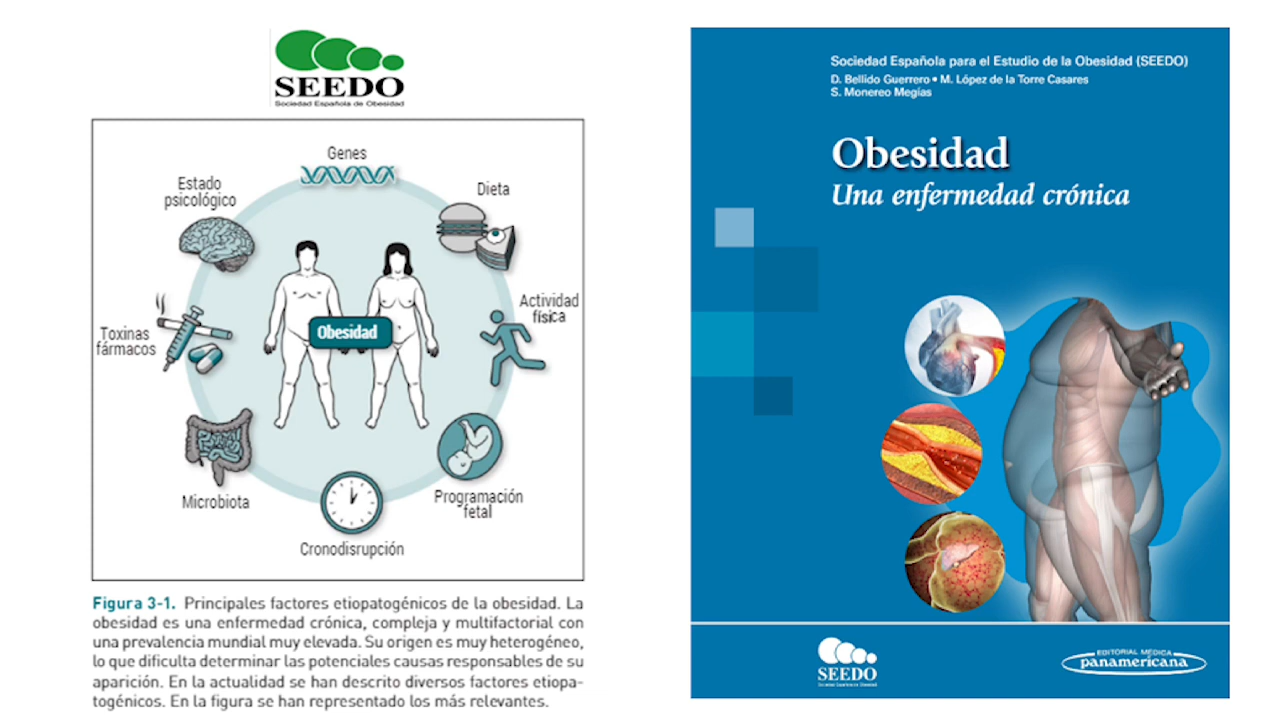 SEEDO
Sociedad Española de Obesidad
Genes
Estado
psicológico
Dieta
Actividad
física
Toxinas
fármacos
Obesidad
Microbiota
Programación
fetal
Cronodisrupción
Figura 3-1. Principales factores etiopatogénicos de la obesidad. La
obesidad es una enfermedad crónica, compleja y multifactorial con
una prevalencia mundial muy elevada. Su origen es muy heterogéneo,
lo que dificulta determinar las potenciales causas responsables de su
aparición. En la actualidad se han descrito diversos factores etiopa-
togénicos. En la figura se han representado los más relevantes.
Sociedad Española para el Estudio de la Obesidad (SEEDO)
D. Bellido Guerrero • M. López de la Torre Casares
S. Monereo Megías
Obesidad
Una enfermedad crónica
SEEDO
Sociedad Española de Obesidad
EDITORIAL MÉDICA
panamericana